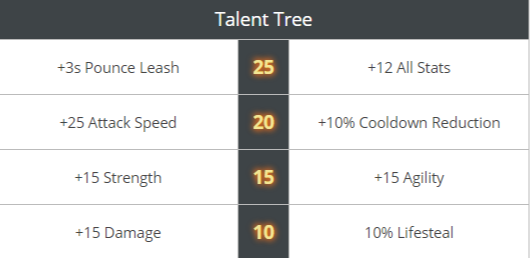 Talent Tree
+3s Pounce Leash 25 +12 All Stats
+25 Attack Speed 20 +10% Cooldown Reduction
+15 Strength 15 +15 Agility
+15 Damage 10 10% Lifesteal